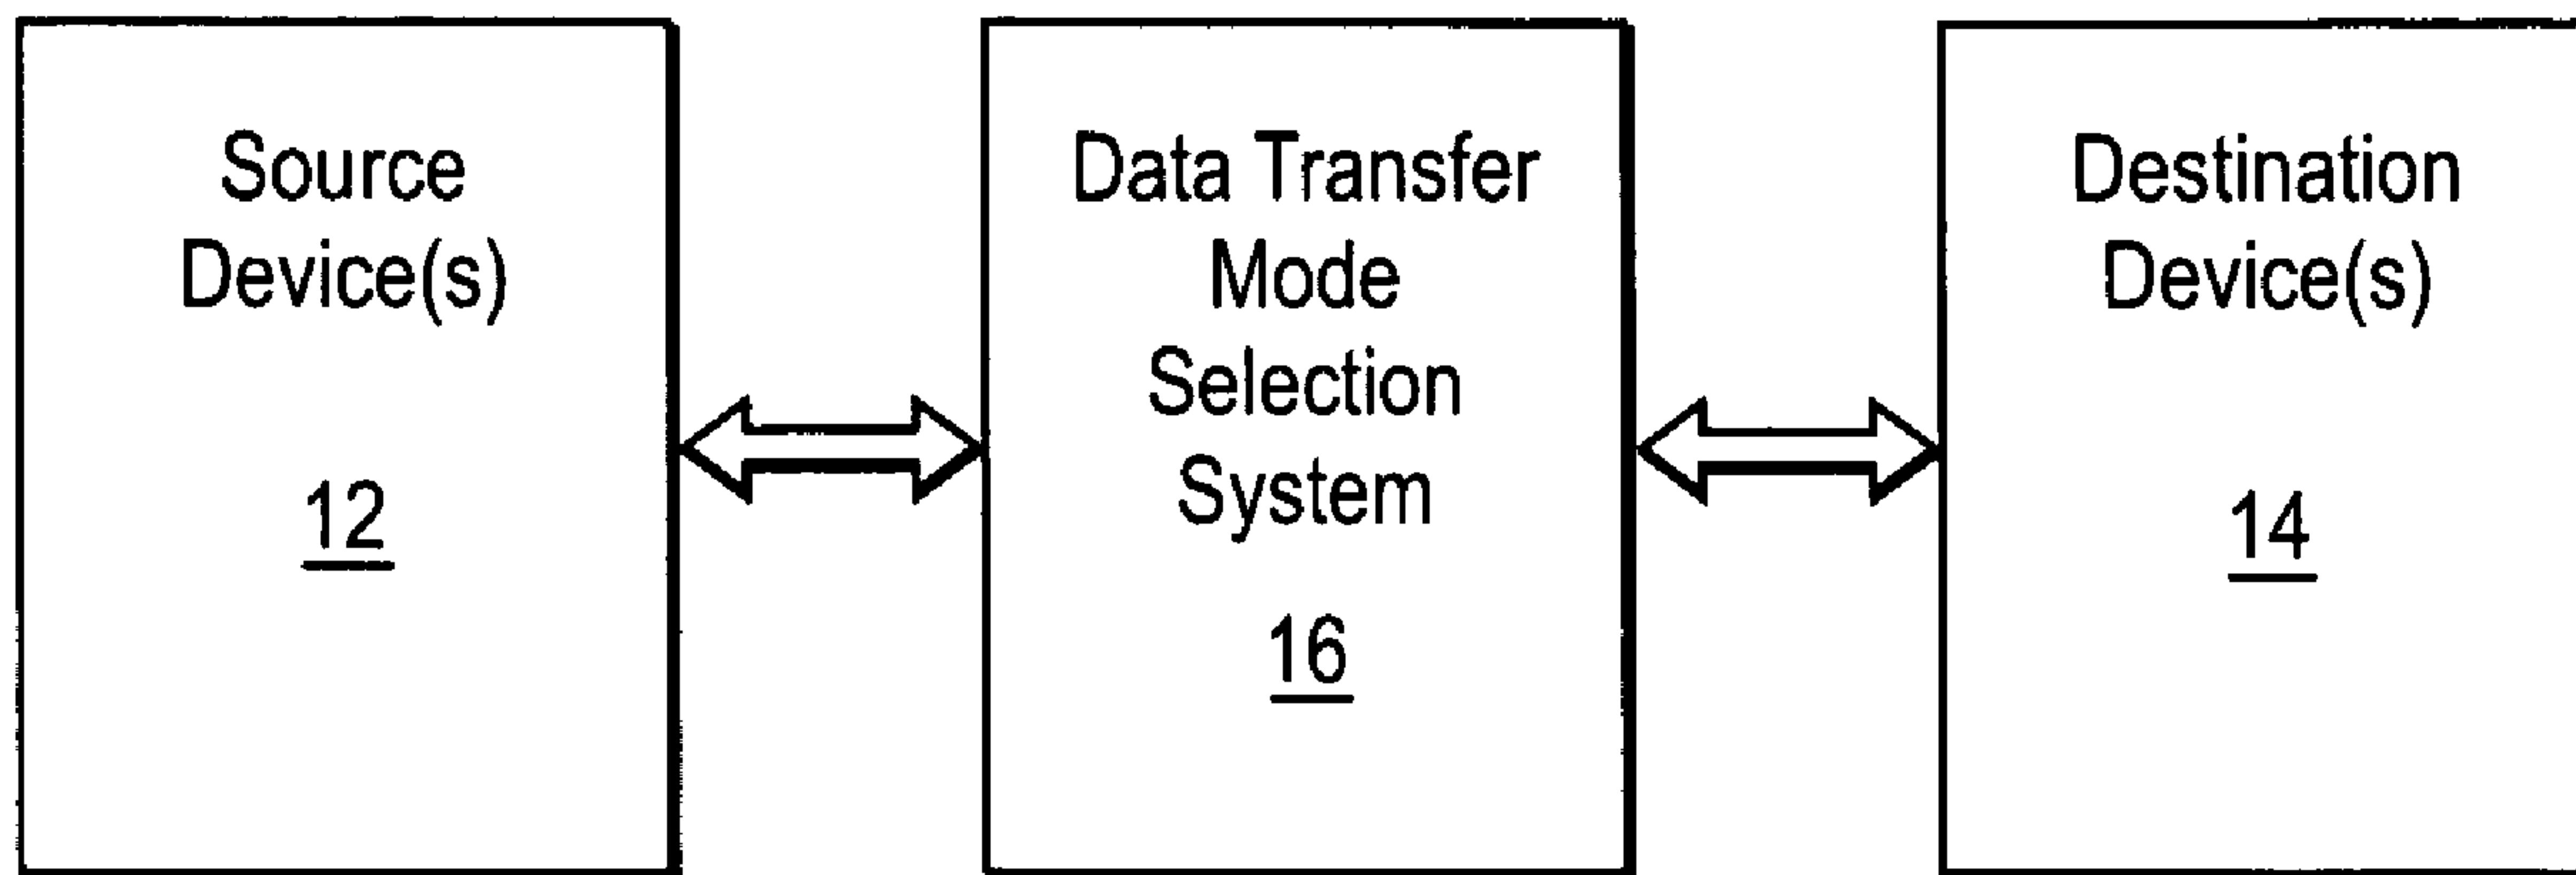 Source
Device(s)
12
Data Transfer
Mode
Selection
System
16
Destination
Device(s)
14